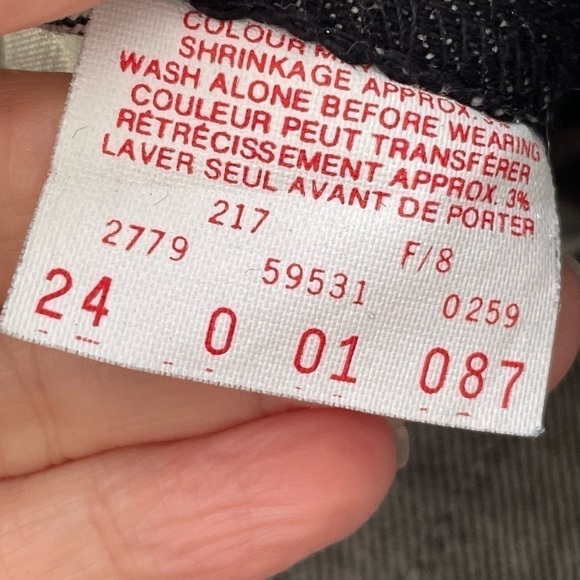 COLOUR
SHRINKAGE APPROX.
WASH ALONE BEFORE WEARING
COULEUR PEUT TRANSFÉRER
RÉTRÉCISSEMENT APPROX. 3%
LAVER SEUL AVANT DE PORTER
217 F/8
2779 59531 0259
24 0 01 087